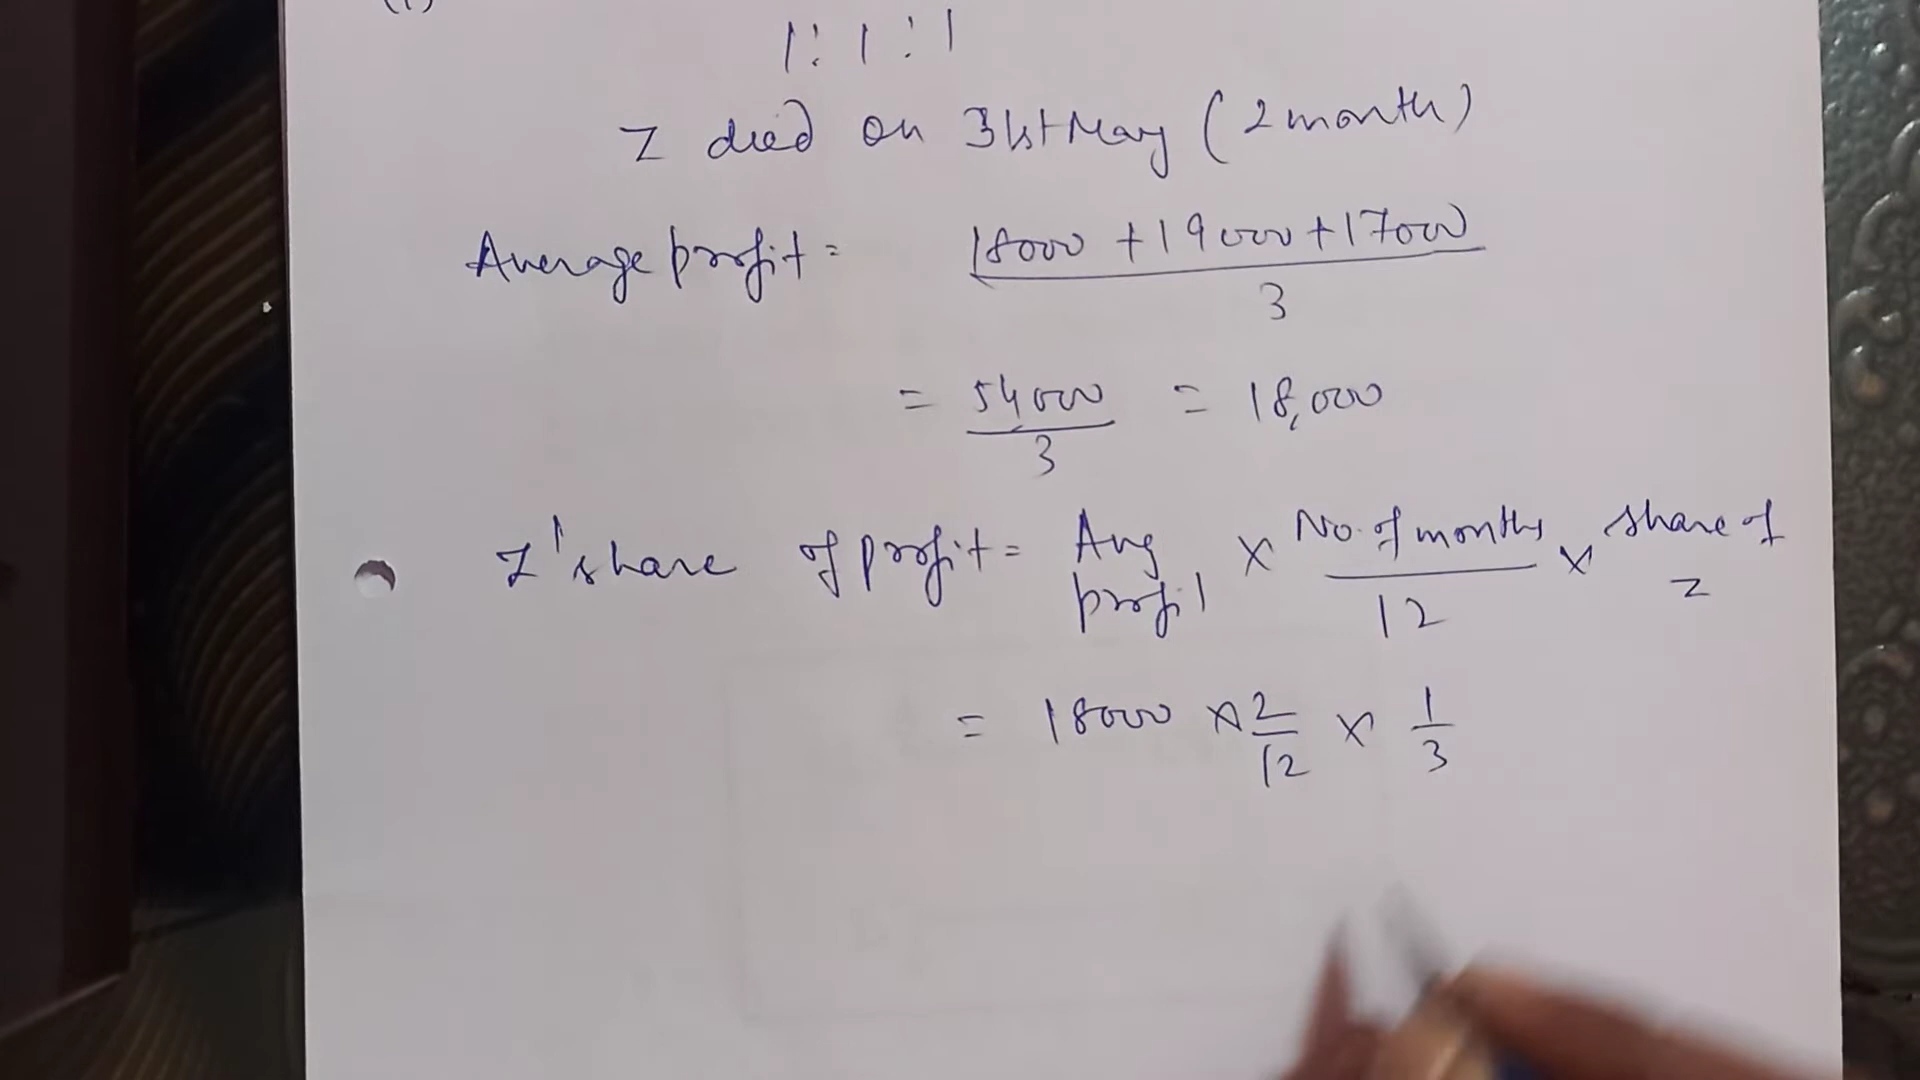 1 : 1 : 1
Z died on 31st May (2 month)
Average profit = 18000 + 19000 + 17000
3
= 54000 = 18,000
3
Z's share of profit = Avg profit × No. of months × share of
12 Z
= 18000 × 2/12 × 1/3